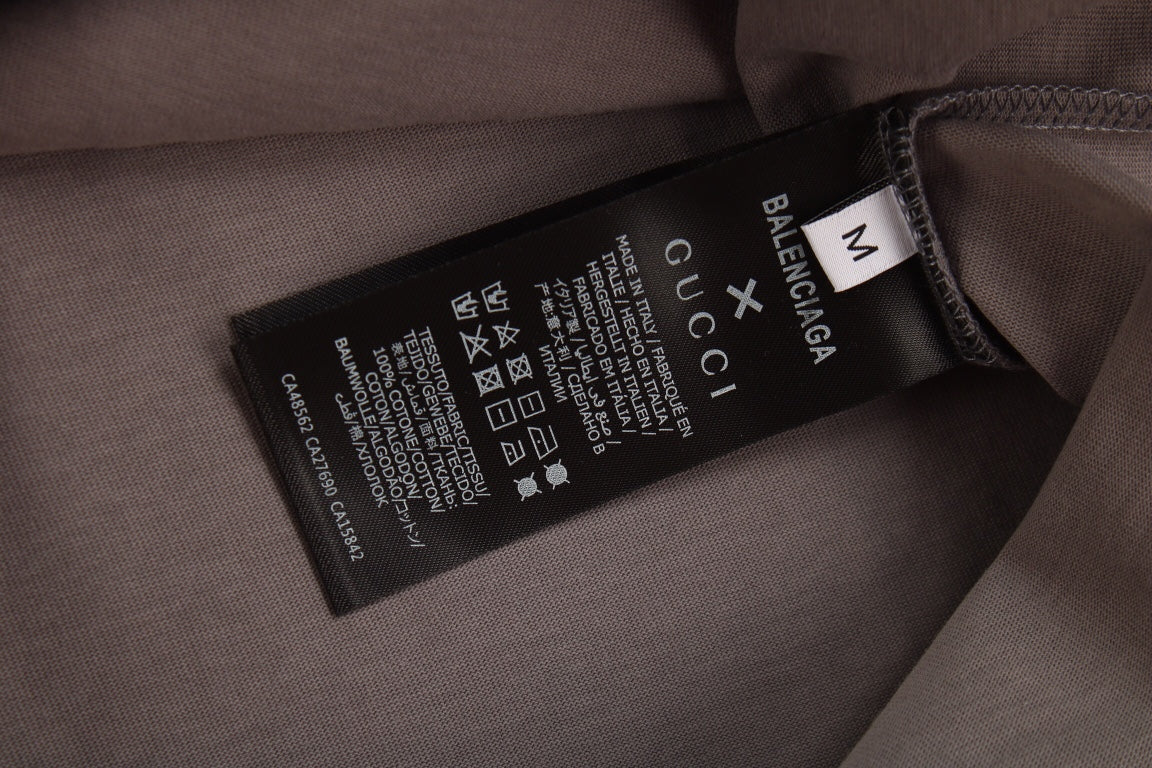 M
BALENCIAGA
X
GUCCI
MADE IN ITALY / FABRIQUÉ EN
ITALIE / HECHO EN ITALIA /
HERGESTELLT IN ITALIEN /
FABRICADO EM ITÁLIA /
イタリア製 / صنع في إيطاليا /
产地:意大利 / СДЕЛАНО В
ИТАЛИИ
TESSUTO/FABRIC/TISSU/
TEJIDO/GEWEBE/TECIDO/
表地/قماش/面料/ТКАНЬ:
100% COTONE/COTTON/
COTON/ALGODON/
BAUMWOLLE/ALGODÃO/コットン/
قطن/棉/ХЛОПОК
CA48562 CA27690 CA15842